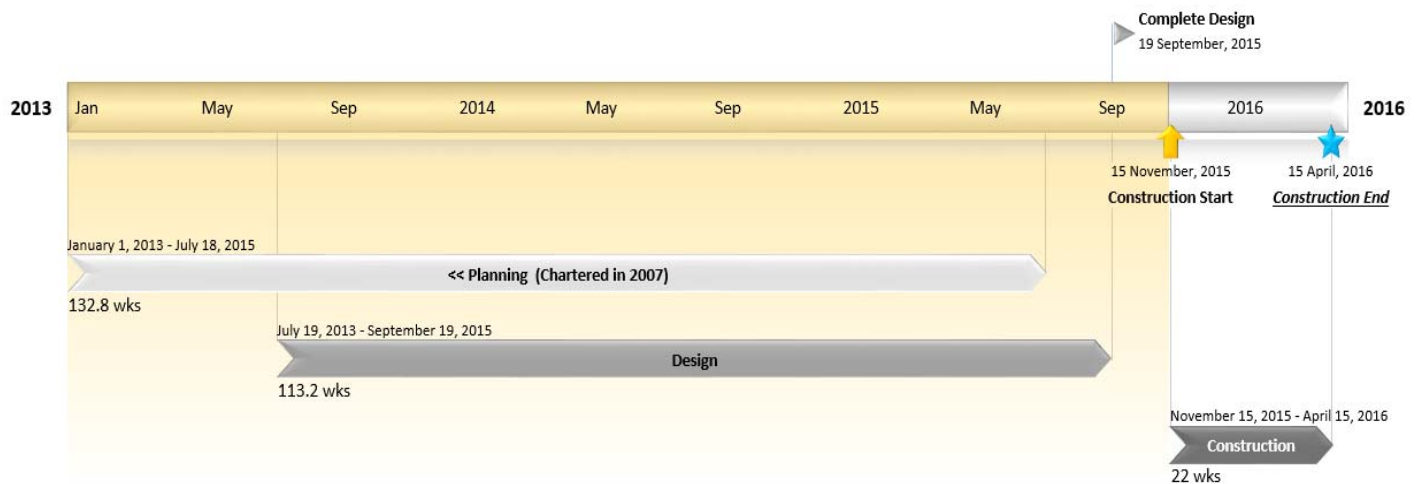 Complete Design
19 September, 2015
2013 Jan May Sep 2014 May Sep 2015 May Sep 2016 2016
15 November, 2015
Construction Start
15 April, 2016
Construction End
January 1, 2013 - July 18, 2015
<< Planning (Chartered in 2007)
132.8 wks
July 19, 2013 - September 19, 2015
Design
113.2 wks
November 15, 2015 - April 15, 2016
Construction
22 wks